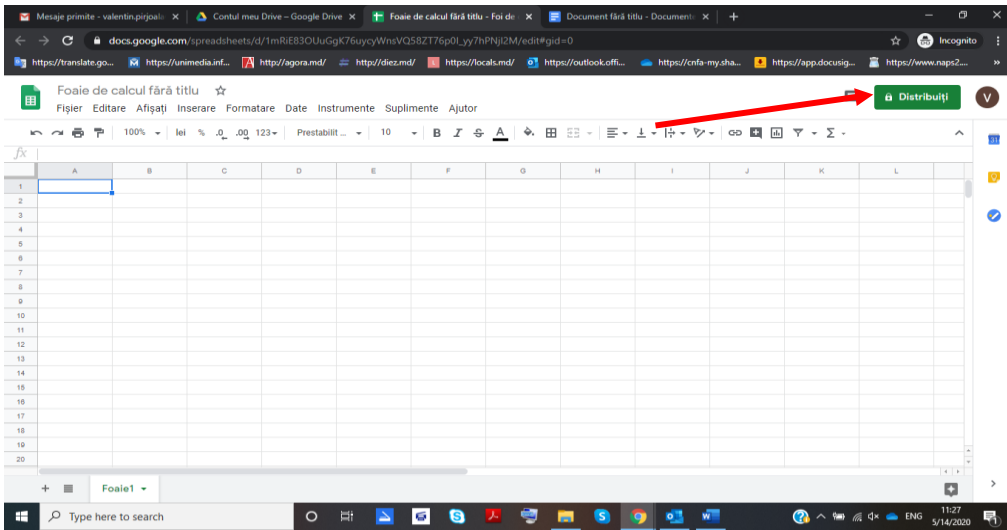 Mesaje primite - valentin.pirjoala
Contul meu Drive – Google Drive
Foaie de calcul fără titlu - Foi de
Document fără titlu - Documente
docs.google.com/spreadsheets/d/1mRiE83OUuGgK76uycyWnsVQ58ZT76p0l_yy7hPNjl2M/edit#gid=0
Incognito
https://translate.go...
https://unimedia.inf...
http://agora.md/
http://diez.md/
https://locals.md/
https://outlook.offi...
https://cnfa-my.sha...
https://app.docusig...
https://www.naps2....
Foaie de calcul fără titlu
Distribuiți
V
Fișier Editare Afișați Inserare Formatare Date Instrumente Suplimente Ajutor
100% lei % .0 .00 123 Prestabilit ... 10 B I S A Σ
31
fx
A B C D E F G H I J K L
1
2
3
4
5
6
7
8
9
10
11
12
13
14
15
16
17
18
19
20
Foaie1
Type here to search
ENG
11:27
5/14/2020